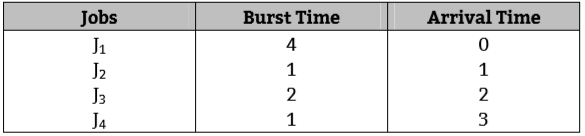 Jobs Burst Time Arrival Time
J₁ 4 0
J₂ 1 1
J₃ 2 2
J₄ 1 3